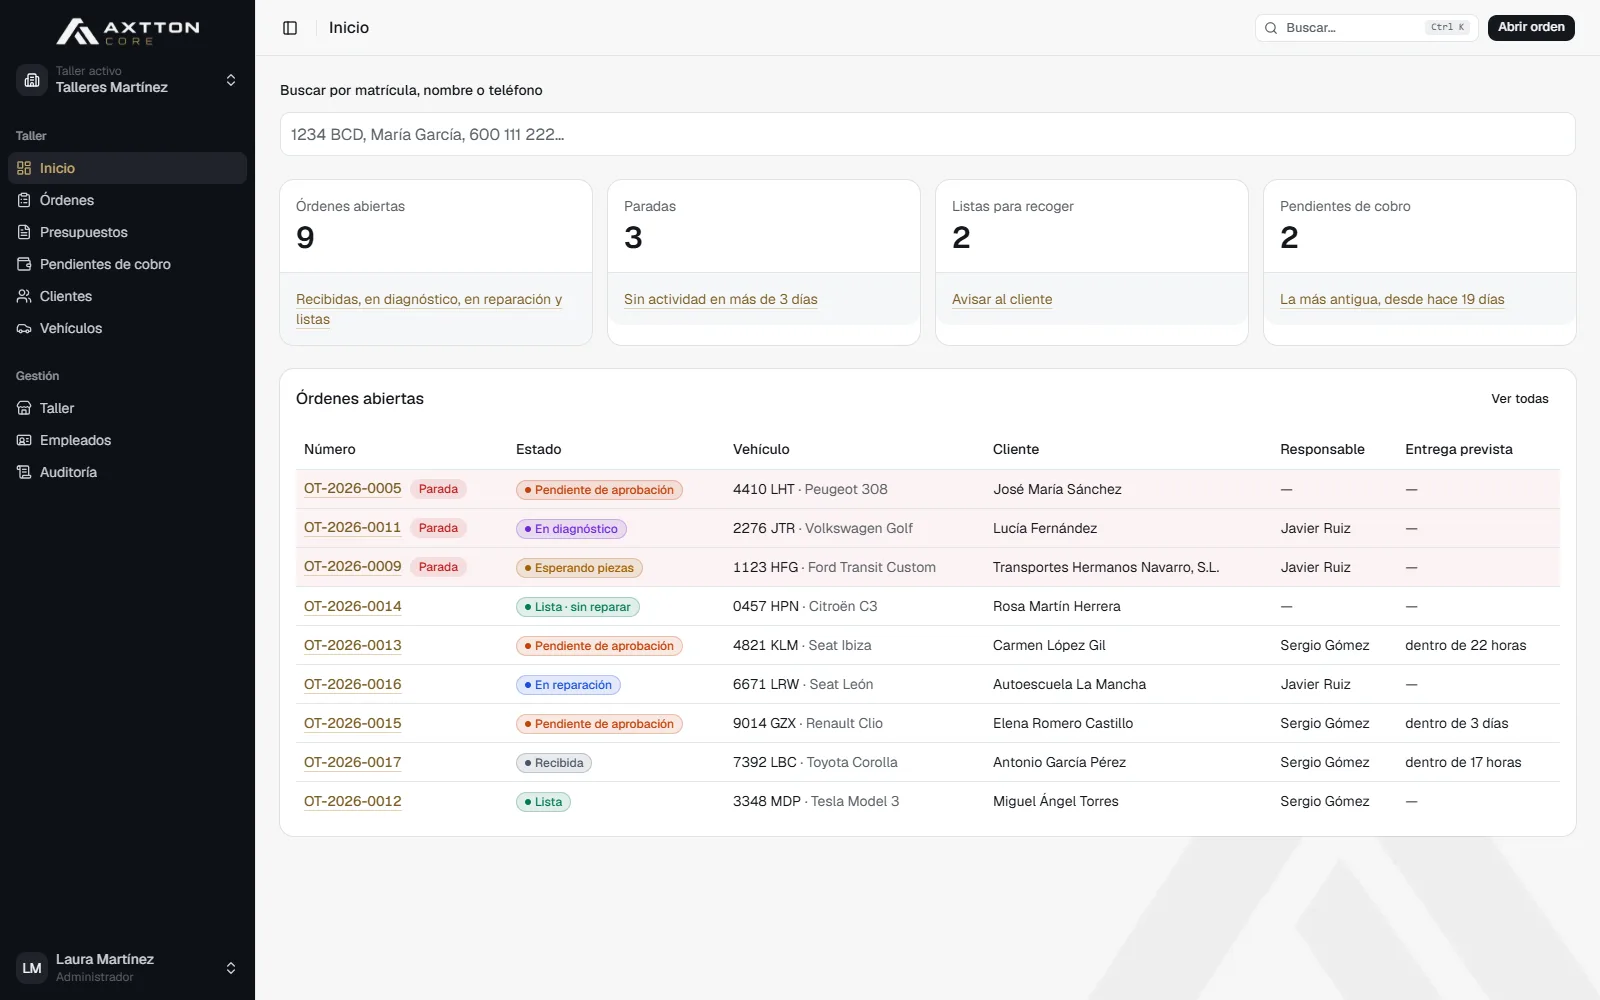 AXTTON
CORE
Taller activo
Talleres Martínez
Taller
Inicio
Órdenes
Presupuestos
Pendientes de cobro
Clientes
Vehículos
Gestión
Taller
Empleados
Auditoría
LM
Laura Martínez
Administrador
Inicio
Buscar...
Ctrl K
Abrir orden
Buscar por matrícula, nombre o teléfono
1234 BCD, María García, 600 111 222...
Órdenes abiertas
9
Recibidas, en diagnóstico, en reparación y
listas
Paradas
3
Sin actividad en más de 3 días
Listas para recoger
2
Avisar al cliente
Pendientes de cobro
2
La más antigua, desde hace 19 días
Órdenes abiertas
Ver todas
Número Estado Vehículo Cliente Responsable Entrega prevista
OT-2026-0005 Parada Pendiente de aprobación 4410 LHT · Peugeot 308 José María Sánchez — —
OT-2026-0011 Parada En diagnóstico 2276 JTR · Volkswagen Golf Lucía Fernández Javier Ruiz —
OT-2026-0009 Parada Esperando piezas 1123 HFG · Ford Transit Custom Transportes Hermanos Navarro, S.L. Javier Ruiz —
OT-2026-0014 Lista · sin reparar 0457 HPN · Citroën C3 Rosa Martín Herrera — —
OT-2026-0013 Pendiente de aprobación 4821 KLM · Seat Ibiza Carmen López Gil Sergio Gómez dentro de 22 horas
OT-2026-0016 En reparación 6671 LRW · Seat León Autoescuela La Mancha Javier Ruiz —
OT-2026-0015 Pendiente de aprobación 9014 GZX · Renault Clio Elena Romero Castillo Sergio Gómez dentro de 3 días
OT-2026-0017 Recibida 7392 LBC · Toyota Corolla Antonio García Pérez Sergio Gómez dentro de 17 horas
OT-2026-0012 Lista 3348 MDP · Tesla Model 3 Miguel Ángel Torres Sergio Gómez —